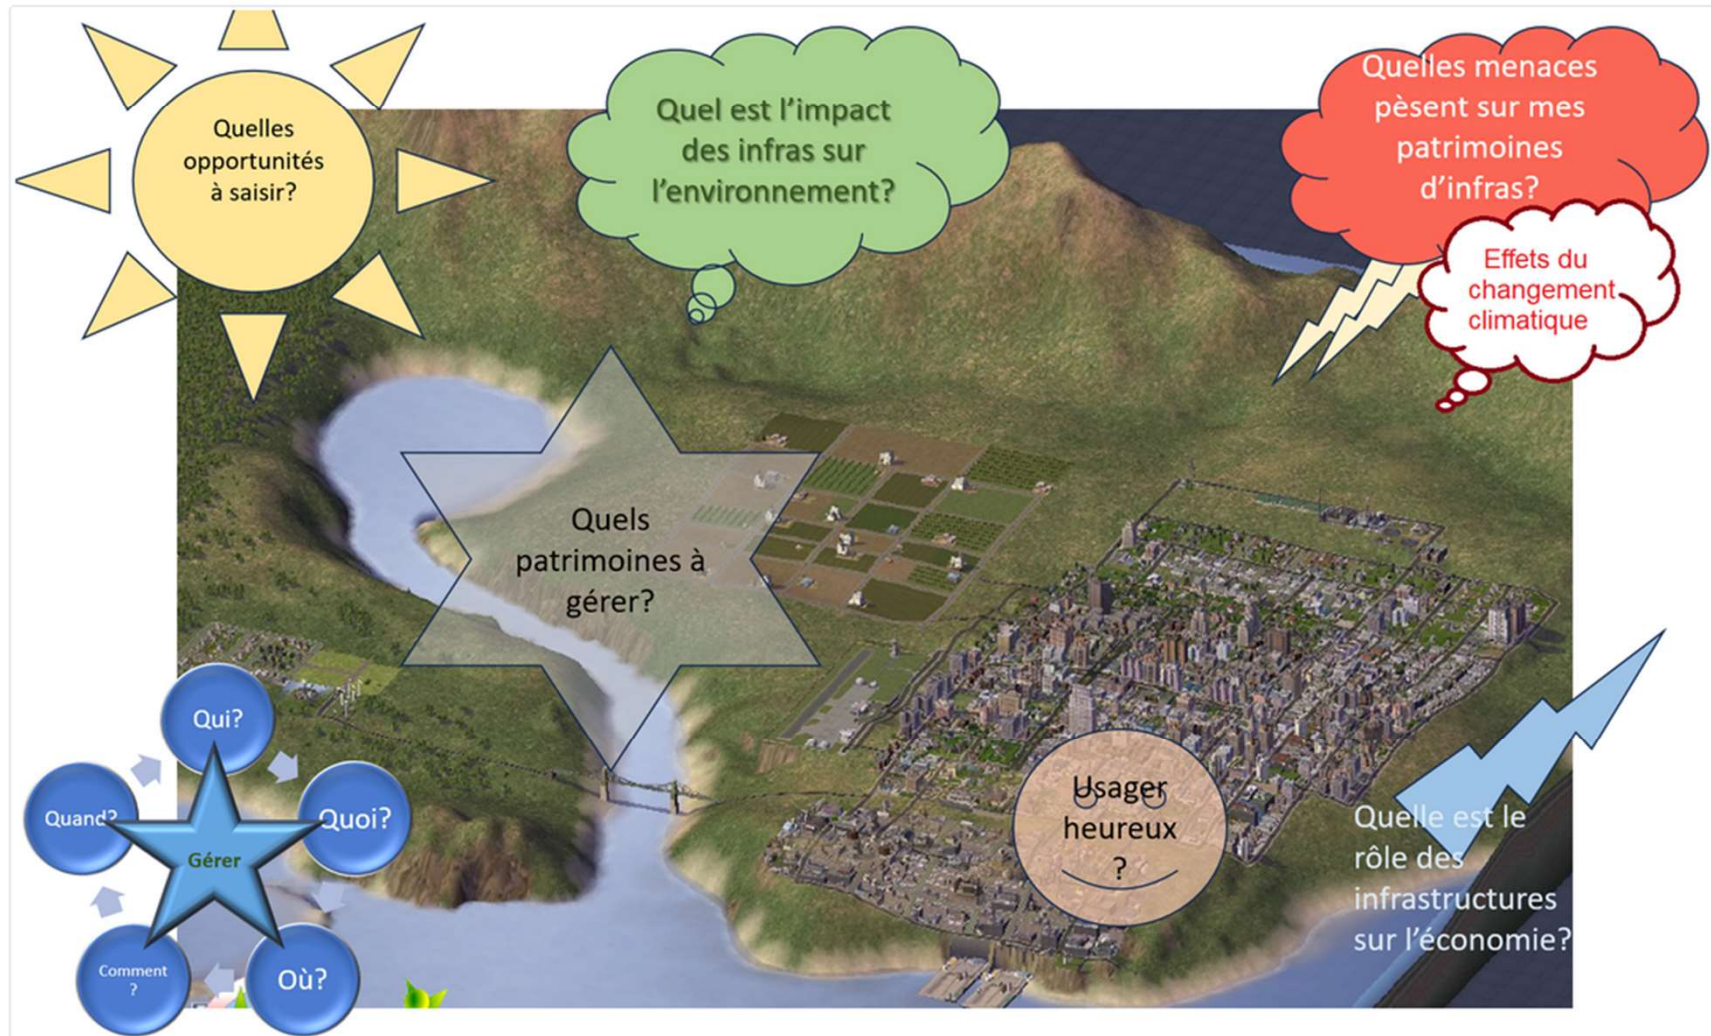 Quelles
opportunités
à saisir?
Quel est l'impact
des infras sur
l'environnement?
Quelles menaces
pèsent sur mes
patrimoines
d'infras?
Effets du
changement
climatique
Quels
patrimoines à
gérer?
Qui?
Quoi?
Où?
Comment
?
Quand?
Gérer
Usager
heureux
?
Quelle est le
rôle des
infrastructures
sur l'économie?